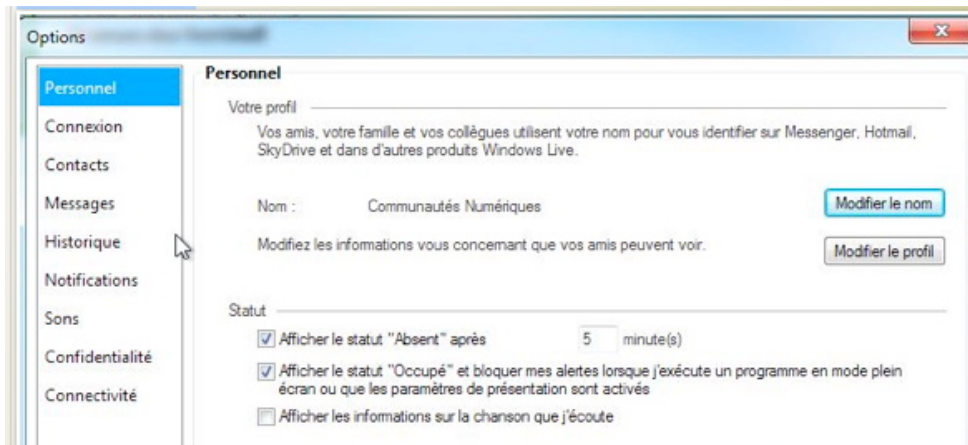 Options
Personnel
Connexion
Contacts
Messages
Historique
Notifications
Sons
Confidentialité
Connectivité
Personnel
Votre profil
Vos amis, votre famille et vos collègues utilisent votre nom pour vous identifier sur Messenger, Hotmail,
SkyDrive et dans d'autres produits Windows Live.
Nom : Communautés Numériques Modifier le nom
Modifiez les informations vous concernant que vos amis peuvent voir. Modifier le profil
Statut
Afficher le statut "Absent" après 5 minute(s)
Afficher le statut "Occupé" et bloquer mes alertes lorsque j'exécute un programme en mode plein
écran ou que les paramètres de présentation sont activés
Afficher les informations sur la chanson que j'écoute